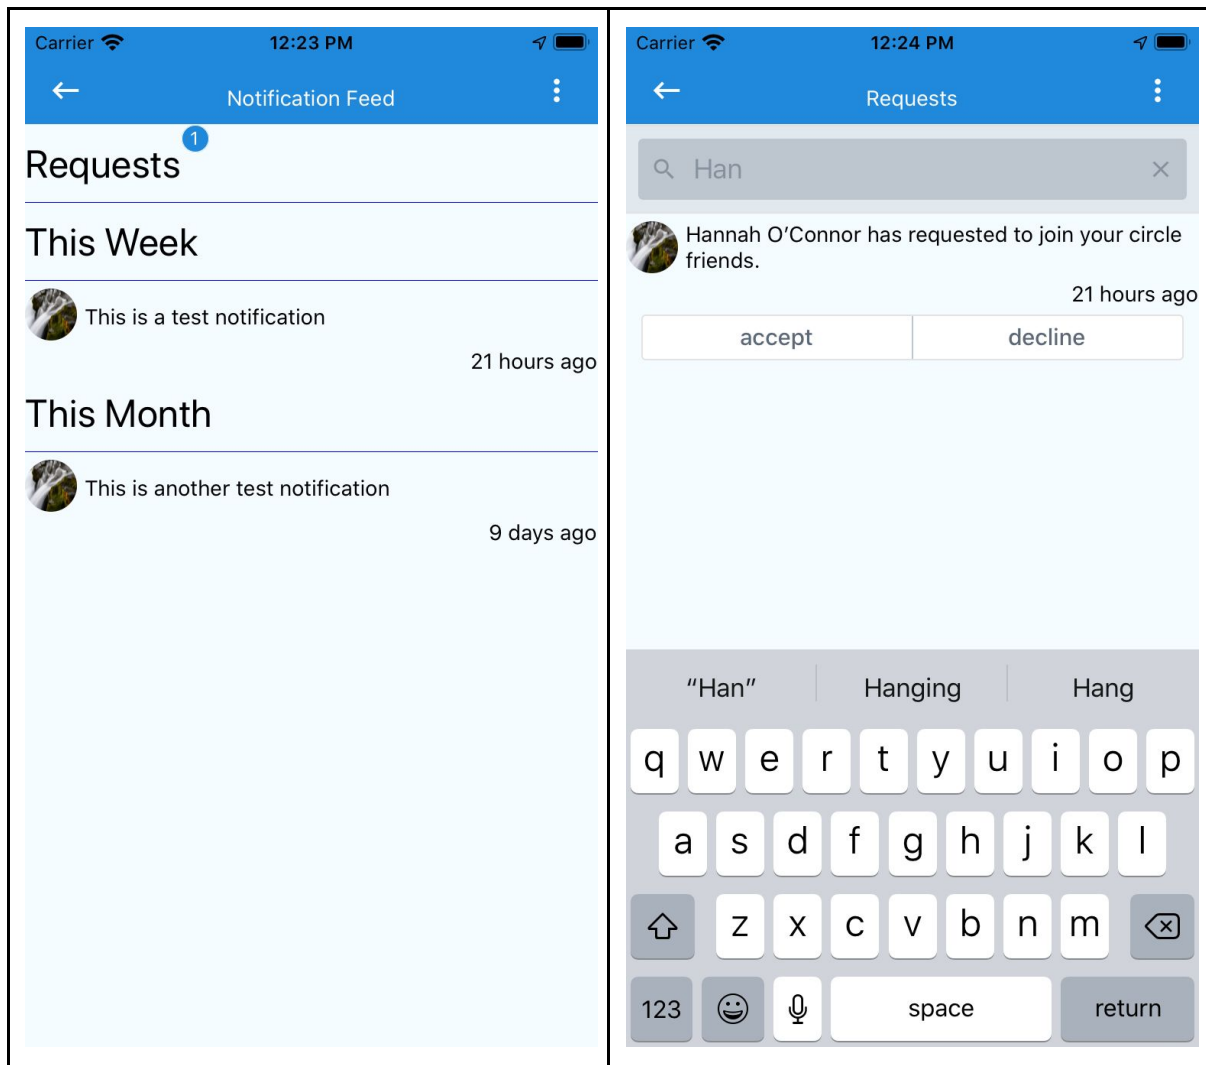 Carrier 12:23 PM
Notification Feed
Requests 1
This Week
This is a test notification
21 hours ago
This Month
This is another test notification
9 days ago
Carrier 12:24 PM
Requests
Han
Hannah O’Connor has requested to join your circle
friends.
21 hours ago
accept decline
“Han” Hanging Hang
q w e r t y u i o p
a s d f g h j k l
z x c v b n m
123 space return